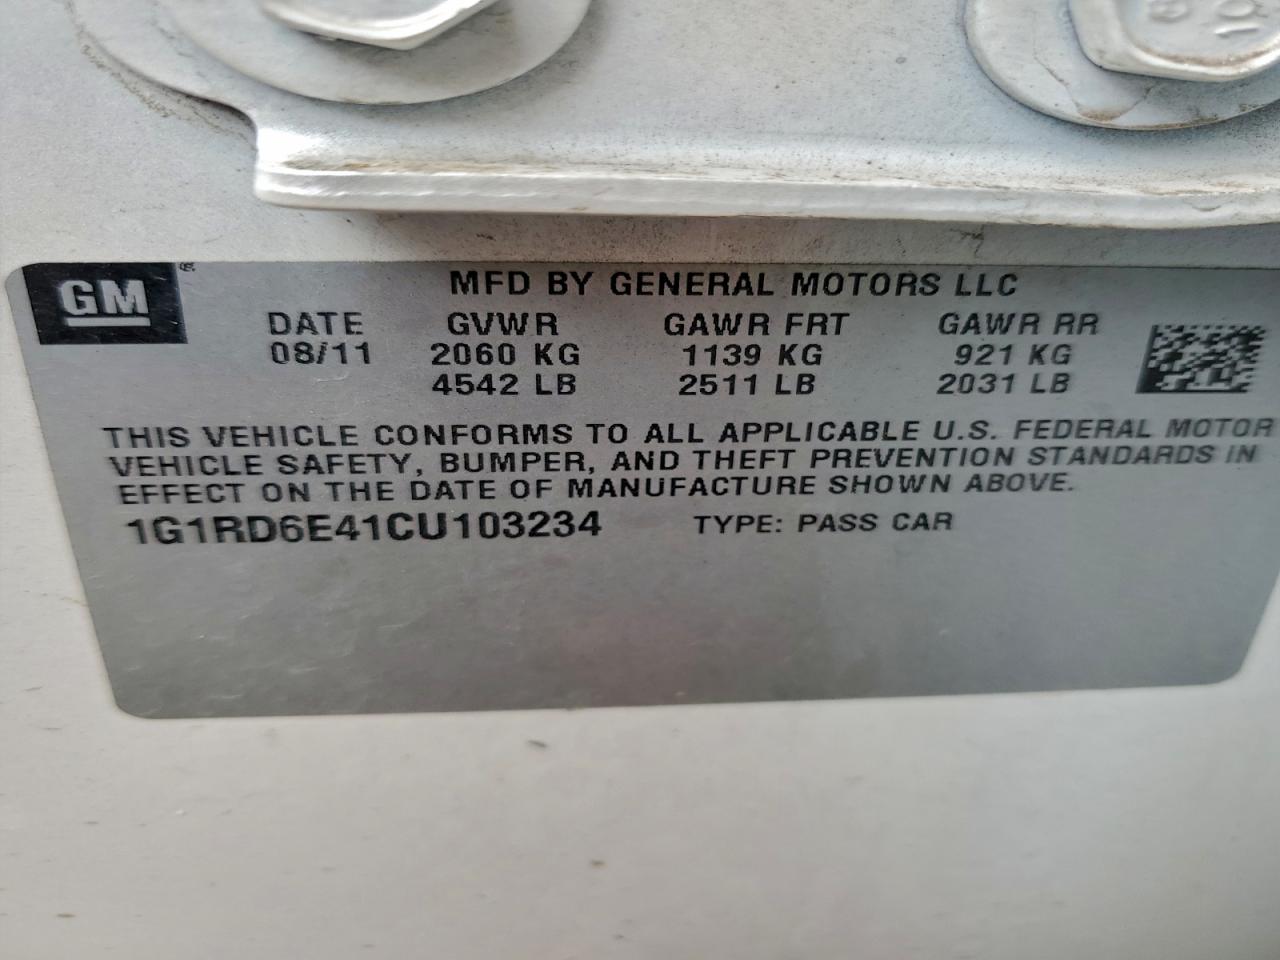 GM
MFD BY GENERAL MOTORS LLC
DATE GVWR GAWR FRT GAWR RR
08/11 2060 KG 1139 KG 921 KG
4542 LB 2511 LB 2031 LB
THIS VEHICLE CONFORMS TO ALL APPLICABLE U.S. FEDERAL MOTOR
VEHICLE SAFETY, BUMPER, AND THEFT PREVENTION STANDARDS IN
EFFECT ON THE DATE OF MANUFACTURE SHOWN ABOVE.
1G1RD6E41CU103234 TYPE: PASS CAR